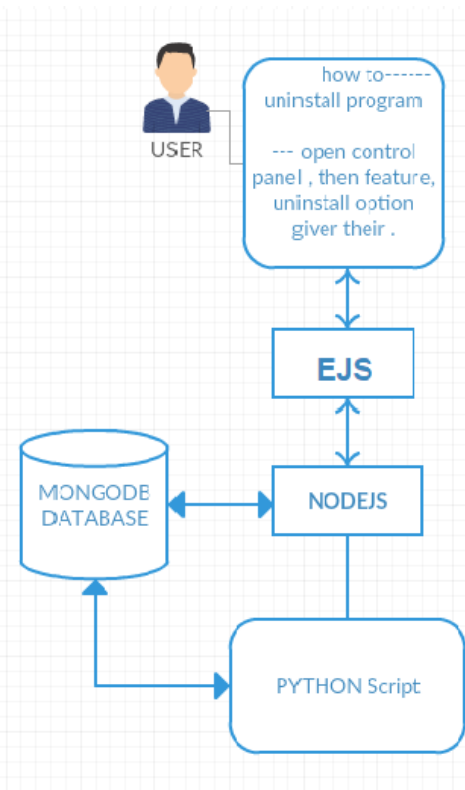 how to------
uninstall program
--- open control
panel , then feature,
uninstall option
giver their .
USER
EJS
NODEJS
MONGODB
DATABASE
PYTHON Script